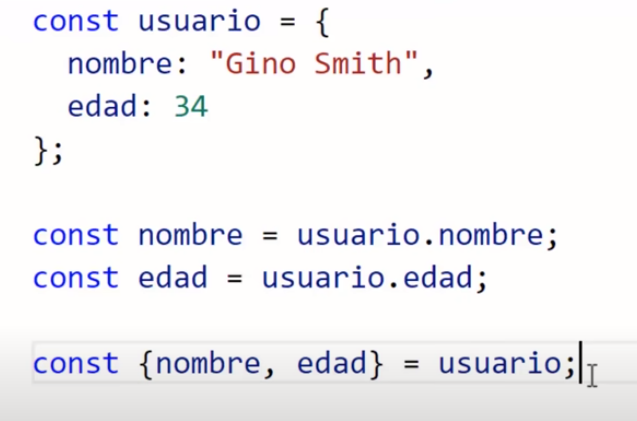 const usuario = {
  nombre: "Gino Smith",
  edad: 34
};
const nombre = usuario.nombre;
const edad = usuario.edad;
const {nombre, edad} = usuario;